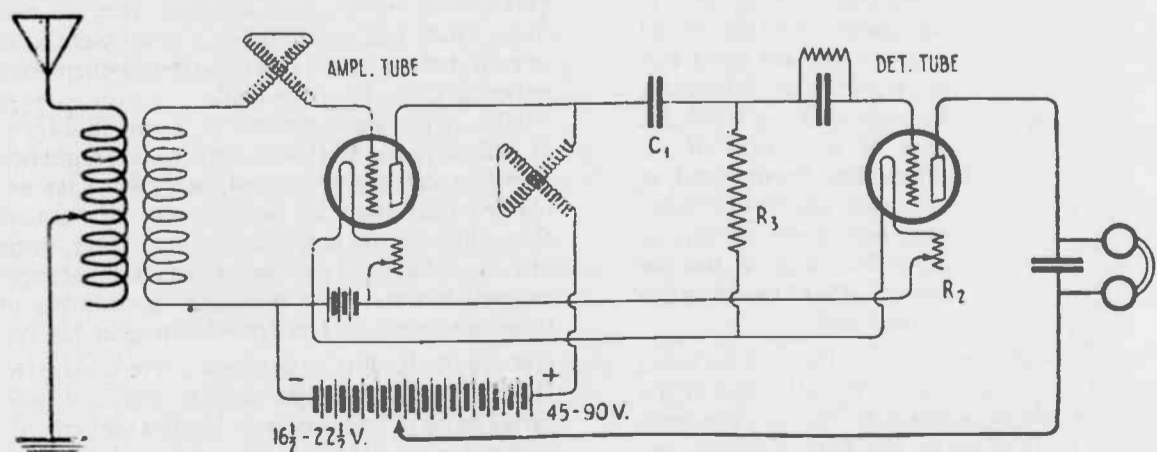 AMPL. TUBE
DET. TUBE
C₁
R₃
R₂
-
+
45-90 V.
16½-22½ V.